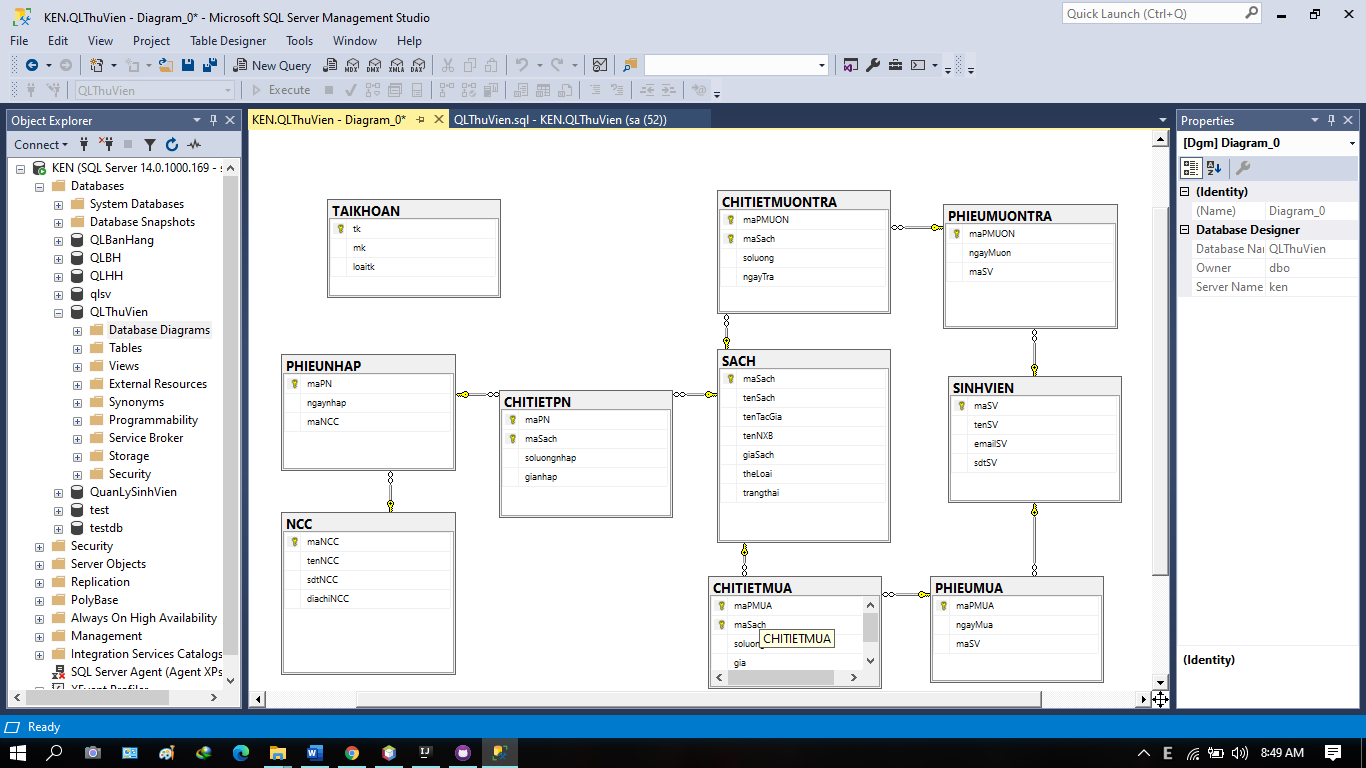 KEN.QLThuVien - Diagram_0* - Microsoft SQL Server Management Studio
Quick Launch (Ctrl+Q)
File Edit View Project Table Designer Tools Window Help
New Query MDX DMX XMLA DAX
QLThuVien Execute
Object Explorer
Connect
KEN (SQL Server 14.0.1000.169 - s
Databases
System Databases
Database Snapshots
QLBanHang
QLBH
QLHH
qlsv
QLThuVien
Database Diagrams
Tables
Views
External Resources
Synonyms
Programmability
Service Broker
Storage
Security
QuanLySinhVien
test
testdb
Security
Server Objects
Replication
PolyBase
Always On High Availability
Management
Integration Services Catalogs
SQL Server Agent (Agent XPs
XEvent Profiler
KEN.QLThuVien - Diagram_0*
QLThuVien.sql - KEN.QLThuVien (sa (52))
TAIKHOAN
tk
mk
loaitk
PHIEUNHAP
maPN
ngaynhap
maNCC
NCC
maNCC
tenNCC
sdtNCC
diachiNCC
CHITIETPN
maPN
maSach
soluongnhap
gianhap
CHITIETMUONTRA
maPMUON
maSach
soluong
ngayTra
SACH
maSach
tenSach
tenTacGia
tenNXB
giaSach
theLoai
trangthai
CHITIETMUA
maPMUA
maSach
soluong
gia
CHITIETMUA
PHIEUMUONTRA
maPMUON
ngayMuon
maSV
SINHVIEN
maSV
tenSV
emailSV
sdtSV
PHIEUMUA
maPMUA
ngayMua
maSV
Properties
[Dgm] Diagram_0
(Identity)
(Name) Diagram_0
Database Designer
Database Na QLThuVien
Owner dbo
Server Name ken
(Identity)
Ready
E 8:49 AM